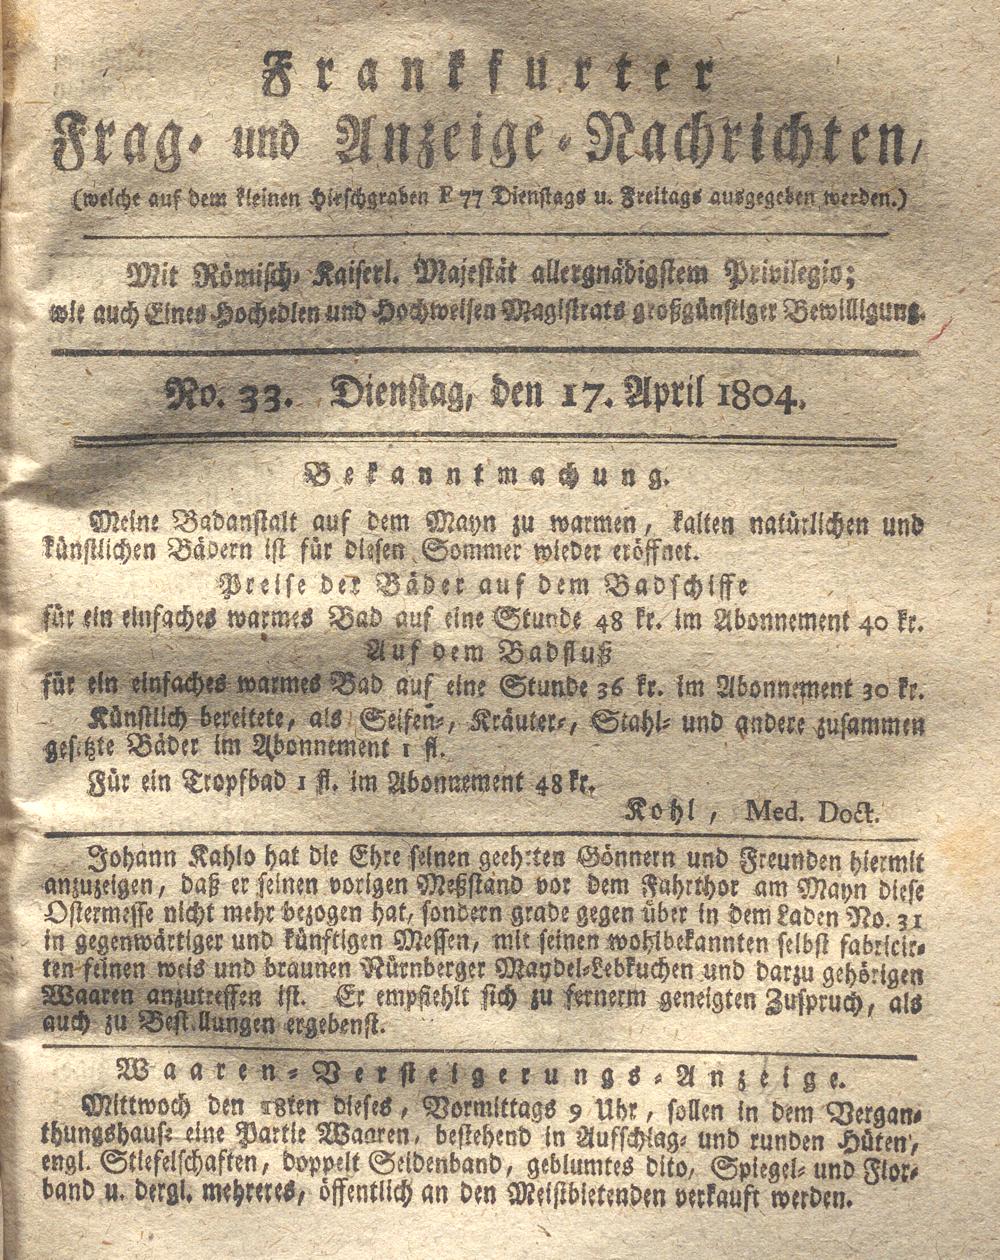 Frankfurter
Frag- und Anzeige-Nachrichten,
(welche auf dem kleinen Hirschgraben F 77 Dienstags u. Freitags ausgegeben werden.)
Mit Römisch- Kaiserl. Majestät allergnädigstem Privilegio;
wie auch Eines Hochedlen und Hochweisen Magistrats großgünstiger Bewilligung.
No. 33. Dienstag, den 17. April 1804.
Bekanntmachung.
Meine Badanstalt auf dem Mayn zu warmen, kalten natürlichen und
künstlichen Bädern ist für diesen Sommer wieder eröffnet.
Preise der Bäder auf dem Badschiffe
für ein einfaches warmes Bad auf eine Stunde 48 kr. im Abonnement 40 kr.
Auf dem Badfluß
für ein einfaches warmes Bad auf eine Stunde 36 kr. im Abonnement 30 kr.
Künstlich bereitete, als Seifen-, Kräuter-, Stahl- und andere zusammen
gesetzte Bäder im Abonnement 1 fl.
Für ein Tropfbad 1 fl. im Abonnement 48 kr.
Kohl, Med. Doct.
Johann Kahlo hat die Ehre seinen geehrten Gönnern und Freunden hiermit
anzuzeigen, daß er seinen vorigen Meßstand vor dem Fahrthor am Mayn diese
Ostermesse nicht mehr bezogen hat, sondern grade gegen über in dem Laden No. 31
in gegenwärtiger und künftigen Messen, mit seinen wohlbekannten selbst fabricir-
ten feinen weis und braunen Nürnberger Mandel-Lebkuchen und darzu gehörigen
Waaren anzutreffen ist. Er empfiehlt sich zu fernerm geneigten Zuspruch, als
auch zu Bestellungen ergebenst.
Waaren-Versteigerungs-Anzeige.
Mittwoch den 18ten dieses, Vormittags 9 Uhr, sollen in dem Vergan-
thungshause eine Partie Waaren, bestehend in Aufschlag- und runden Hüten,
engl. Stiefelschaften, doppelt Seidenband, geblumtes dito, Spiegel- und Flor-
band u. dergl. mehreres, öffentlich an den Meistbietenden verkauft werden.